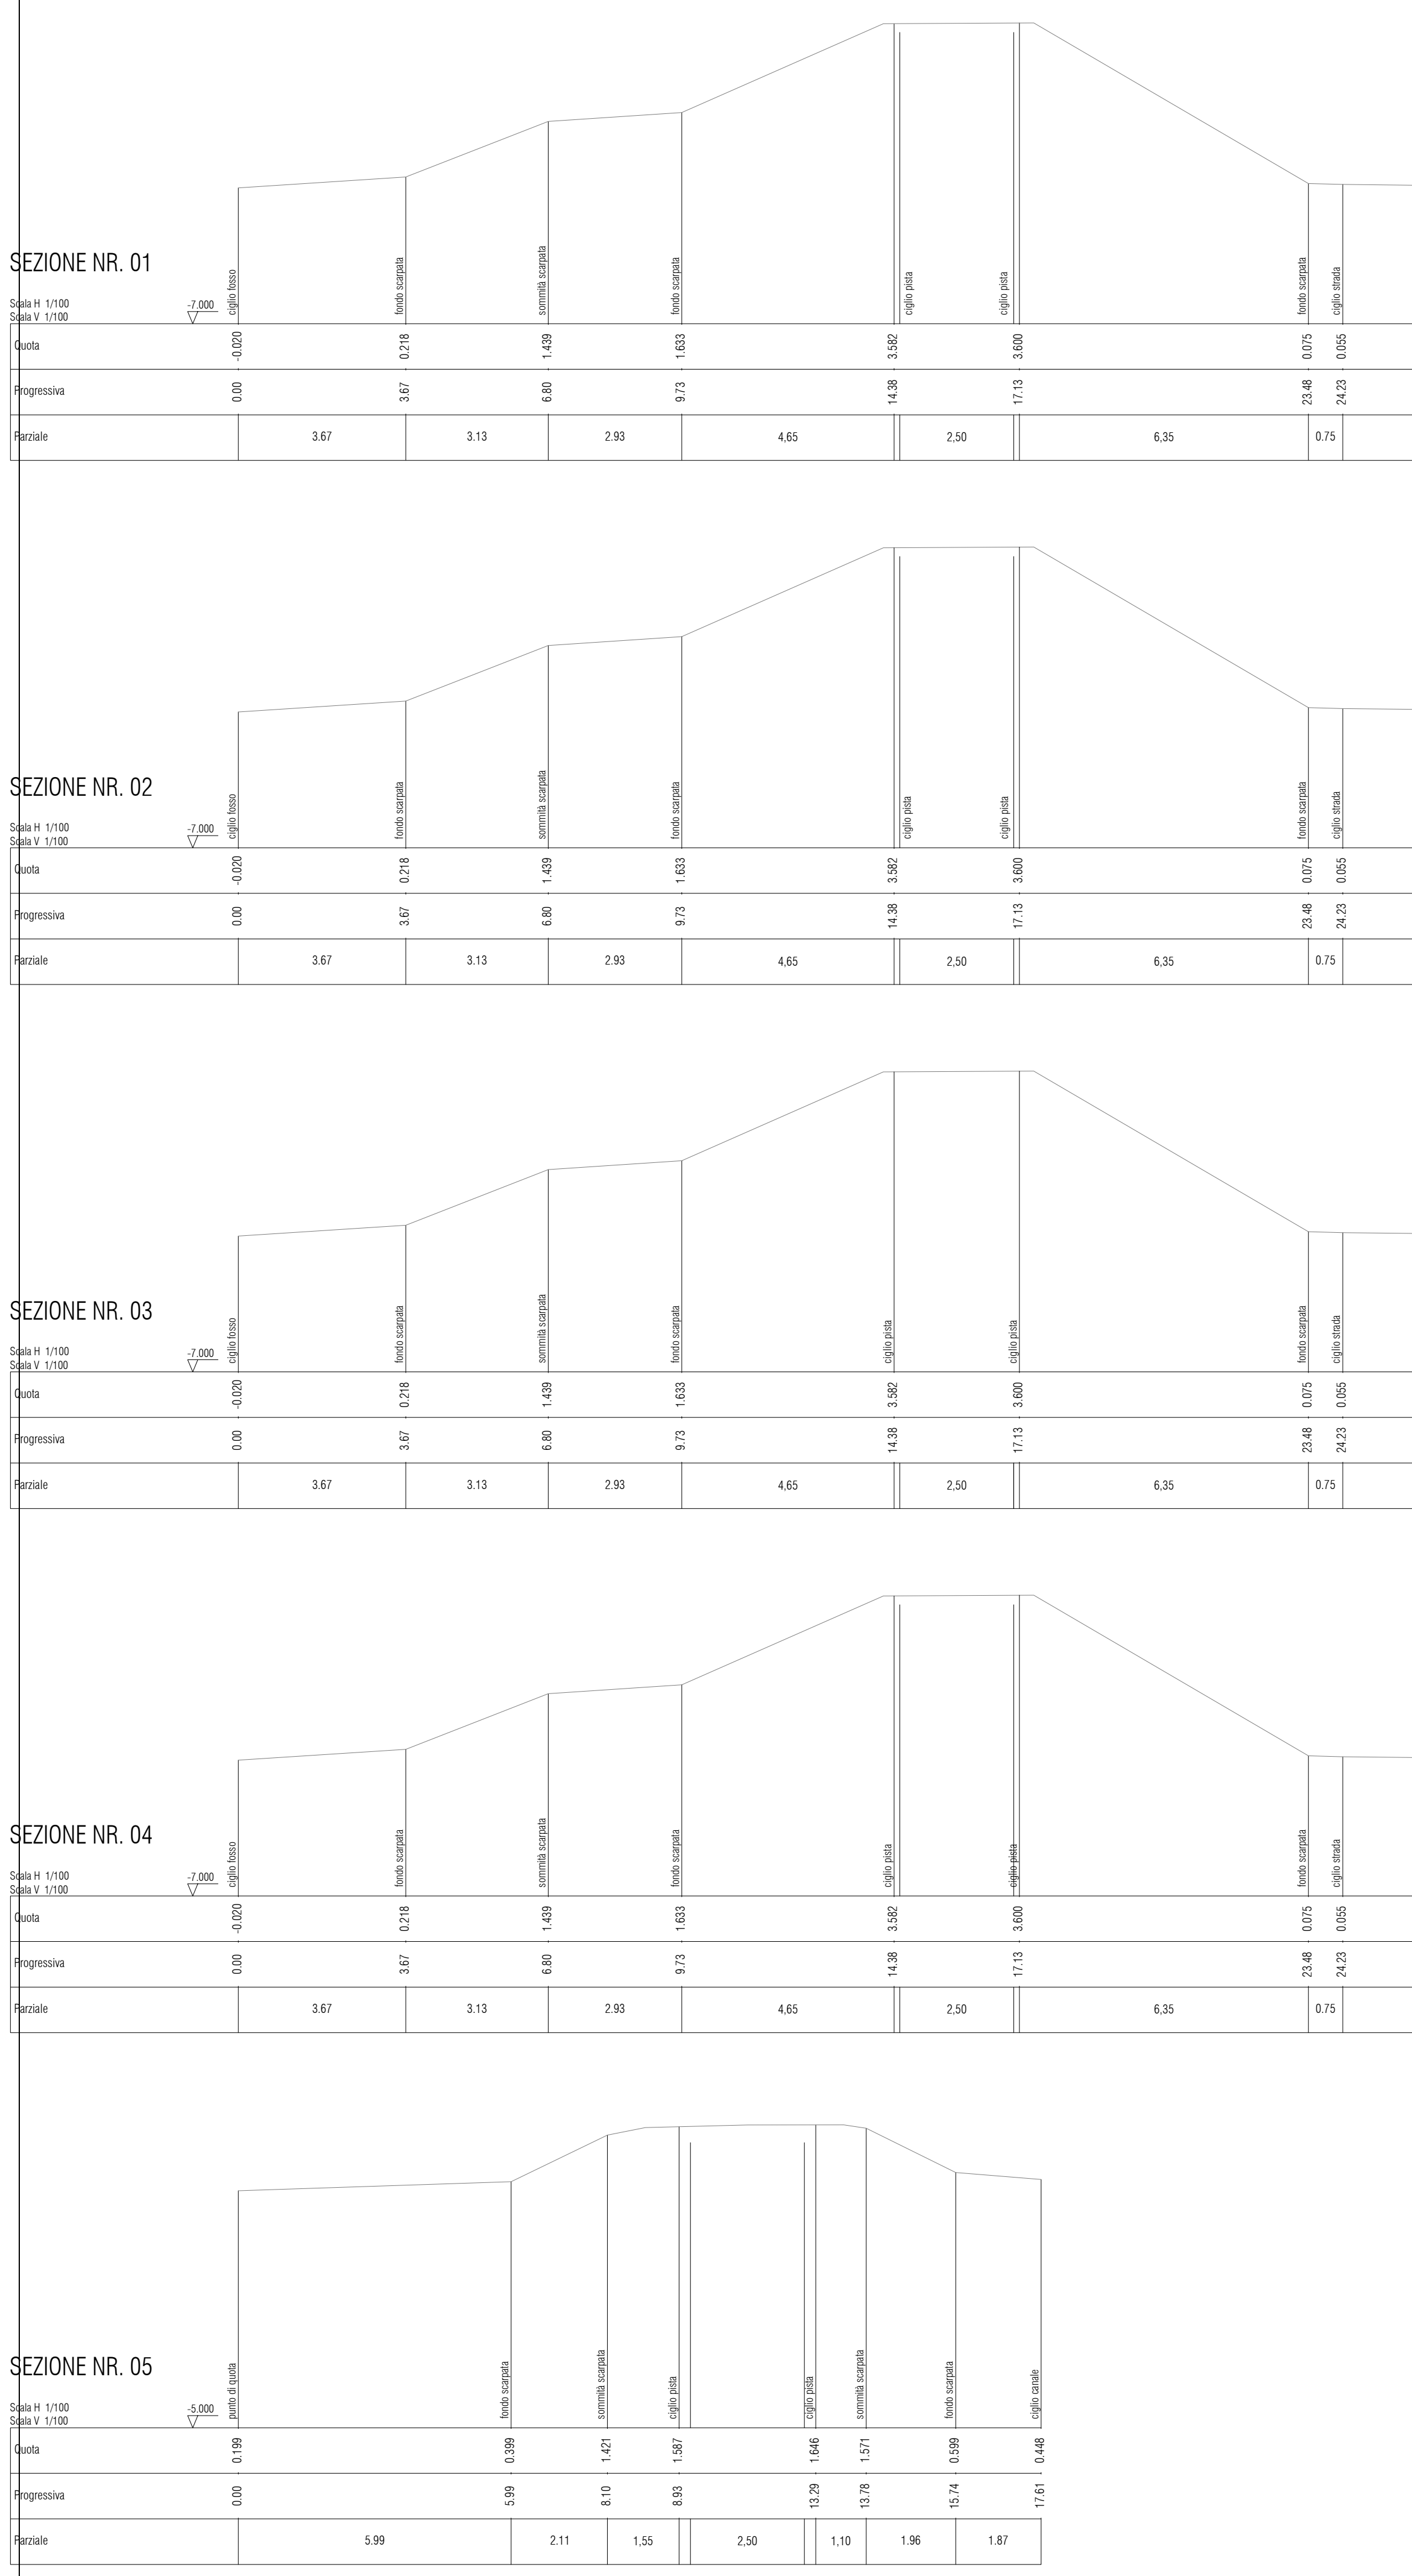 SEZIONE NR. 01
Scala H 1/100
Scala V 1/100
-7.000
ciglio fosso
fondo scarpata
sommità scarpata
fondo scarpata
ciglio pista
ciglio pista
fondo scarpata
ciglio strada
Quota -0.020 0.218 1.439 1.633 3.582 3.600 0.075 0.055
Progressiva 0.00 3.67 6.80 9.73 14.38 17.13 23.48 24.23
Parziale 3.67 3.13 2.93 4,65 2,50 6,35 0.75
SEZIONE NR. 02
Scala H 1/100
Scala V 1/100
-7.000
ciglio fosso
fondo scarpata
sommità scarpata
fondo scarpata
ciglio pista
ciglio pista
fondo scarpata
ciglio strada
Quota -0.020 0.218 1.439 1.633 3.582 3.600 0.075 0.055
Progressiva 0.00 3.67 6.80 9.73 14.38 17.13 23.48 24.23
Parziale 3.67 3.13 2.93 4,65 2,50 6,35 0.75
SEZIONE NR. 03
Scala H 1/100
Scala V 1/100
-7.000
ciglio fosso
fondo scarpata
sommità scarpata
fondo scarpata
ciglio pista
ciglio pista
fondo scarpata
ciglio strada
Quota -0.020 0.218 1.439 1.633 3.582 3.600 0.075 0.055
Progressiva 0.00 3.67 6.80 9.73 14.38 17.13 23.48 24.23
Parziale 3.67 3.13 2.93 4,65 2,50 6,35 0.75
SEZIONE NR. 04
Scala H 1/100
Scala V 1/100
-7.000
ciglio fosso
fondo scarpata
sommità scarpata
fondo scarpata
ciglio pista
ciglio pista
fondo scarpata
ciglio strada
Quota -0.020 0.218 1.439 1.633 3.582 3.600 0.075 0.055
Progressiva 0.00 3.67 6.80 9.73 14.38 17.13 23.48 24.23
Parziale 3.67 3.13 2.93 4,65 2,50 6,35 0.75
SEZIONE NR. 05
Scala H 1/100
Scala V 1/100
-5.000
punto di quota
fondo scarpata
sommità scarpata
ciglio pista
ciglio pista
sommità scarpata
fondo scarpata
ciglio canale
Quota 0.199 0.399 1.421 1.587 1.646 1.571 0.599 0.448
Progressiva 0.00 5.99 8.10 8.93 13.29 13.78 15.74 17.61
Parziale 5.99 2.11 1,55 2,50 1,10 1.96 1.87